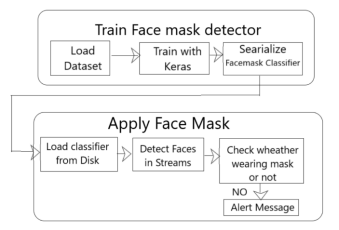 Train Face mask detector
Load
Dataset
Train with
Keras
Searialize
Facemask Classifier
Apply Face Mask
Load classifier
from Disk
Detect Faces
in Streams
Check wheather
wearing mask
or not
NO
Alert Message